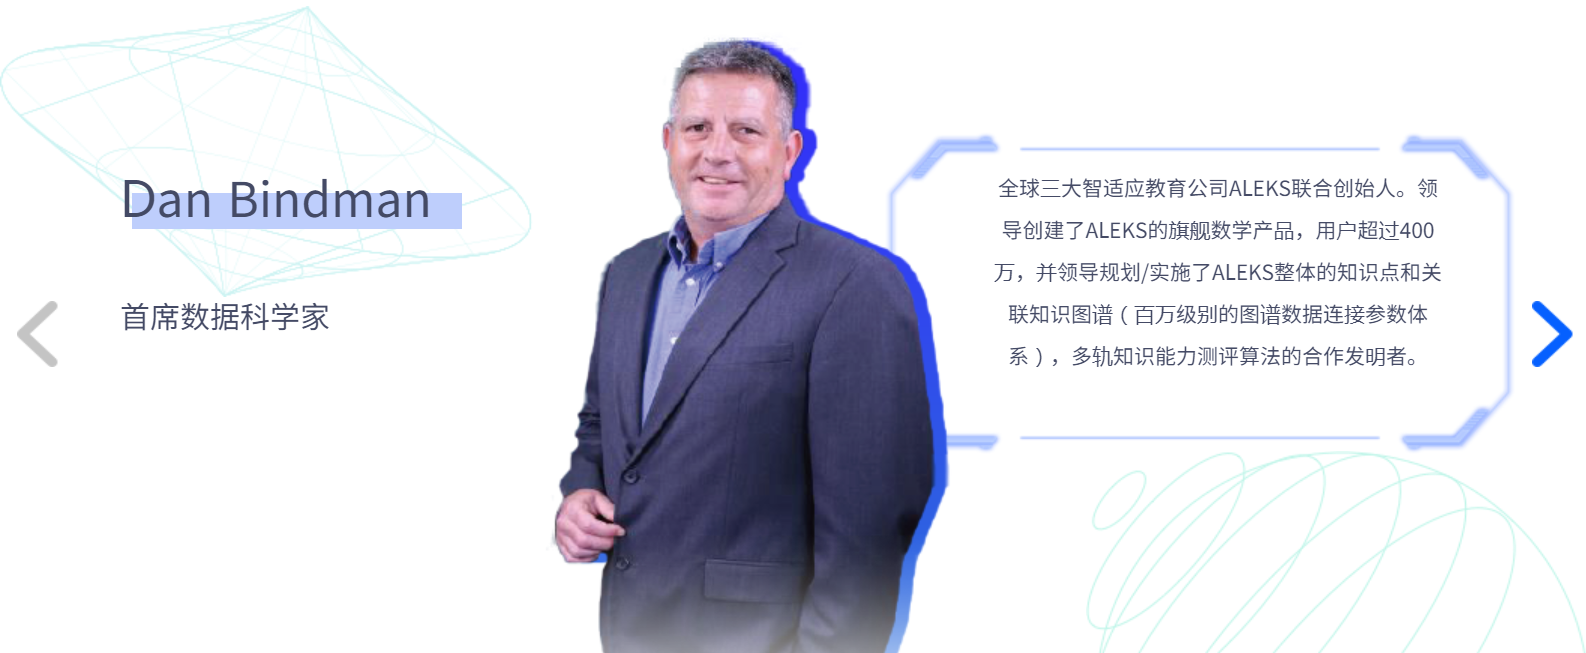 Dan Bindman
首席数据科学家
全球三大智适应教育公司ALEKS联合创始人。领
导创建了ALEKS的旗舰数学产品，用户超过400
万，并领导规划/实施了ALEKS整体的知识点和关
联知识图谱（百万级别的图谱数据连接参数体
系），多轨知识能力测评算法的合作发明者。